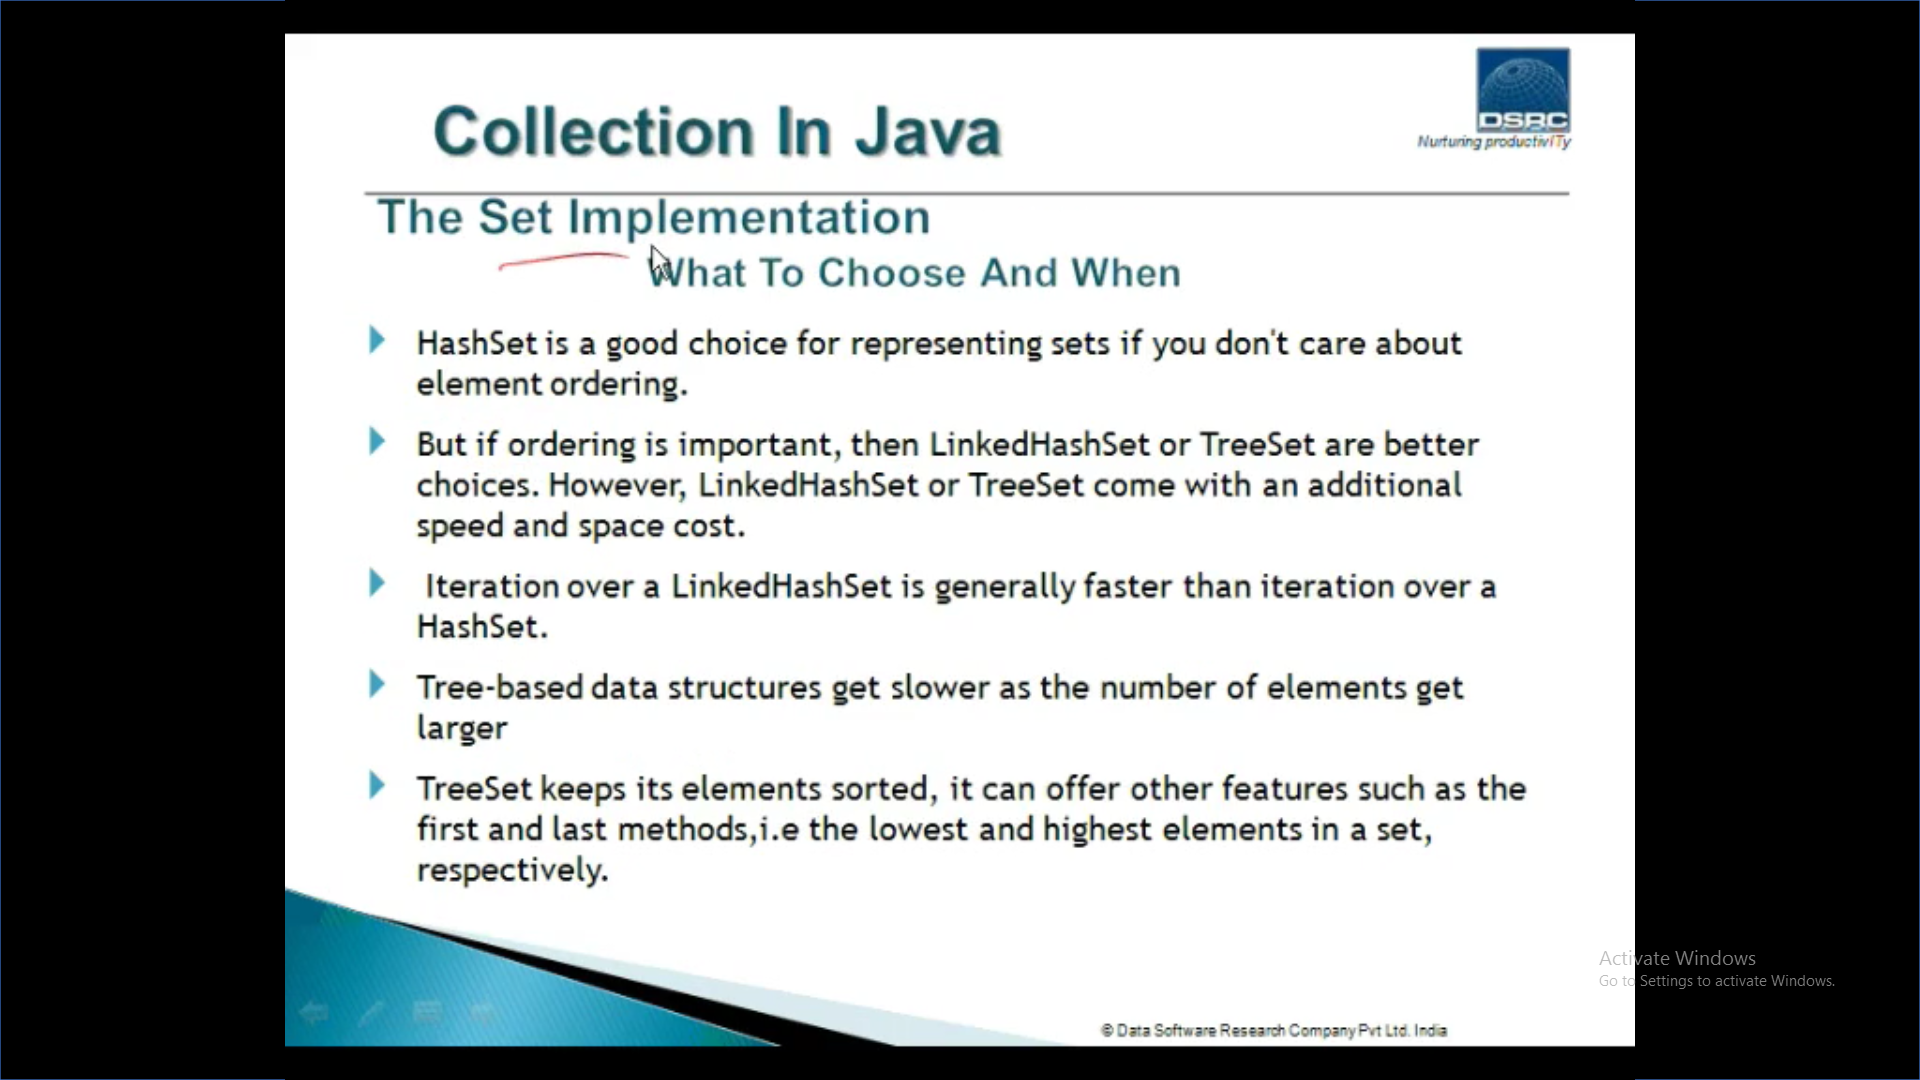 DSRC
Nurturing productivITy
Collection In Java
The Set Implementation
What To Choose And When
HashSet is a good choice for representing sets if you don't care about
element ordering.
But if ordering is important, then LinkedHashSet or TreeSet are better
choices. However, LinkedHashSet or TreeSet come with an additional
speed and space cost.
Iteration over a LinkedHashSet is generally faster than iteration over a
HashSet.
Tree-based data structures get slower as the number of elements get
larger
TreeSet keeps its elements sorted, it can offer other features such as the
first and last methods,i.e the lowest and highest elements in a set,
respectively.
Activate Windows
Go to Settings to activate Windows.
© Data Software Research Company Pvt Ltd. India